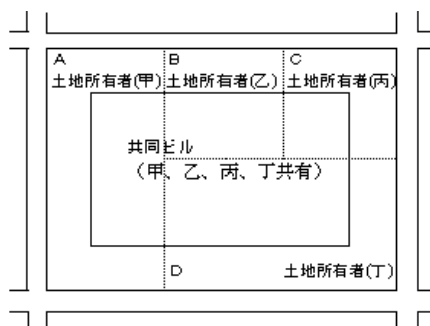 A B C
土地所有者(甲) 土地所有者(乙) 土地所有者(丙)
共同ビル
(甲、乙、丙、丁共有)
D 土地所有者(丁)